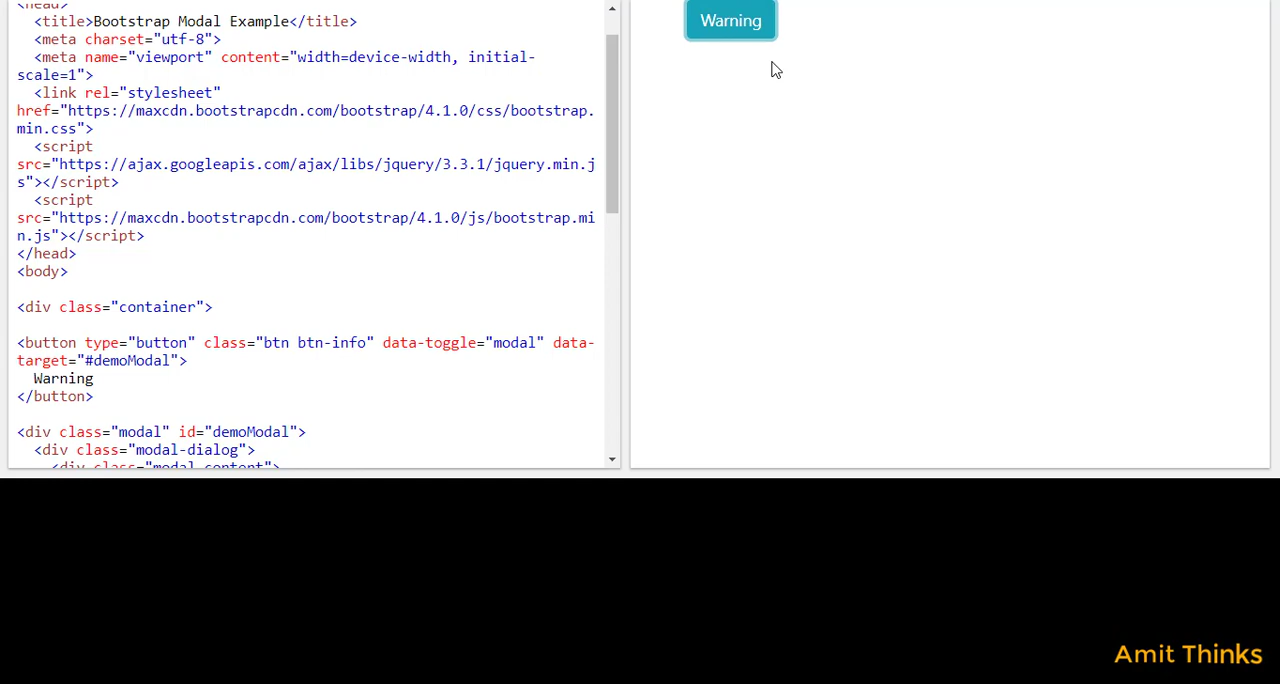 <head>
<title>Bootstrap Modal Example</title>
<meta charset="utf-8">
<meta name="viewport" content="width=device-width, initial-
scale=1">
<link rel="stylesheet"
href="https://maxcdn.bootstrapcdn.com/bootstrap/4.1.0/css/bootstrap.
min.css">
<script
src="https://ajax.googleapis.com/ajax/libs/jquery/3.3.1/jquery.min.j
s"></script>
<script
src="https://maxcdn.bootstrapcdn.com/bootstrap/4.1.0/js/bootstrap.mi
n.js"></script>
</head>
<body>
<div class="container">
<button type="button" class="btn btn-info" data-toggle="modal" data-
target="#demoModal">
Warning
</button>
<div class="modal" id="demoModal">
<div class="modal-dialog">
<div class="modal-content">
Warning
Amit Thinks